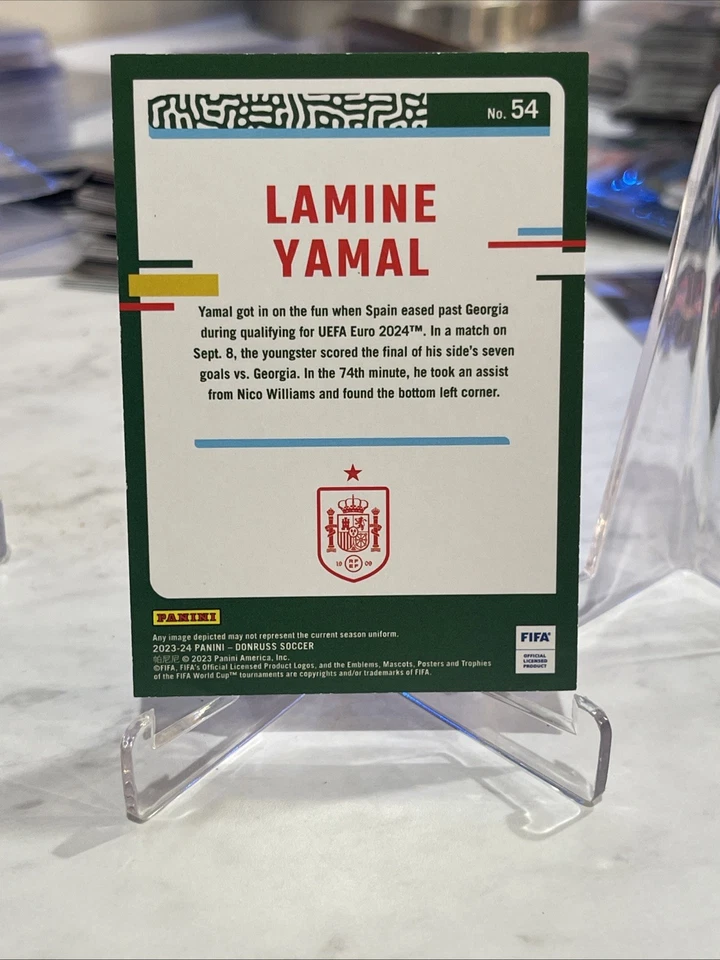 No. 54
LAMINE
YAMAL
Yamal got in on the fun when Spain eased past Georgia
during qualifying for UEFA Euro 2024™. In a match on
Sept. 8, the youngster scored the final of his side's seven
goals vs. Georgia. In the 74th minute, he took an assist
from Nico Williams and found the bottom left corner.
PANINI
Any image depicted may not represent the current season uniform.
2023-24 PANINI – DONRUSS SOCCER
帕尼尼 © 2023 Panini America, Inc.
©FIFA, FIFA's Official Licensed Product Logos, and the Emblems, Mascots, Posters and Trophies
of the FIFA World Cup™ tournaments are copyrights and/or trademarks of FIFA.
FIFA®
OFFICIAL
LICENSED
PRODUCT